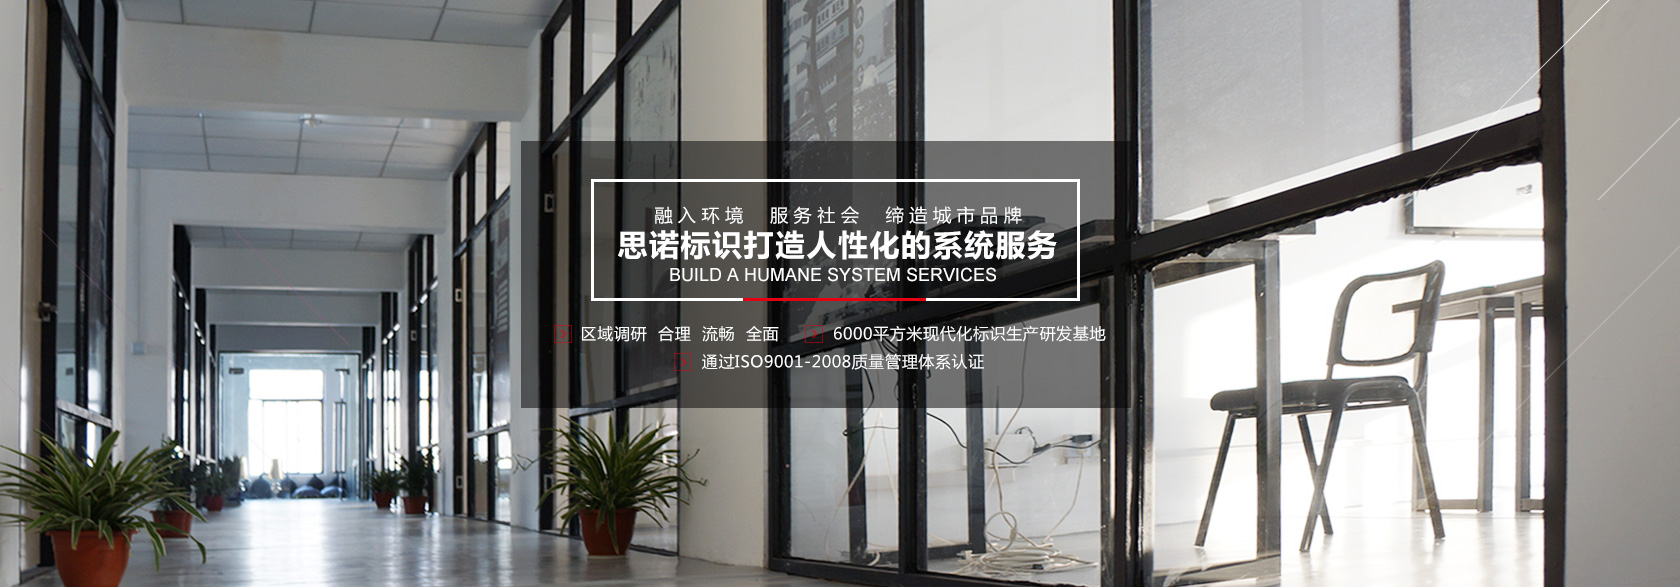 融入环境 服务社会 缔造城市品牌
思诺标识打造人性化的系统服务
BUILD A HUMANE SYSTEM SERVICES
区域调研 合理 流畅 全面 6000平方米现代化标识生产研发基地
通过ISO9001-2008质量管理体系认证